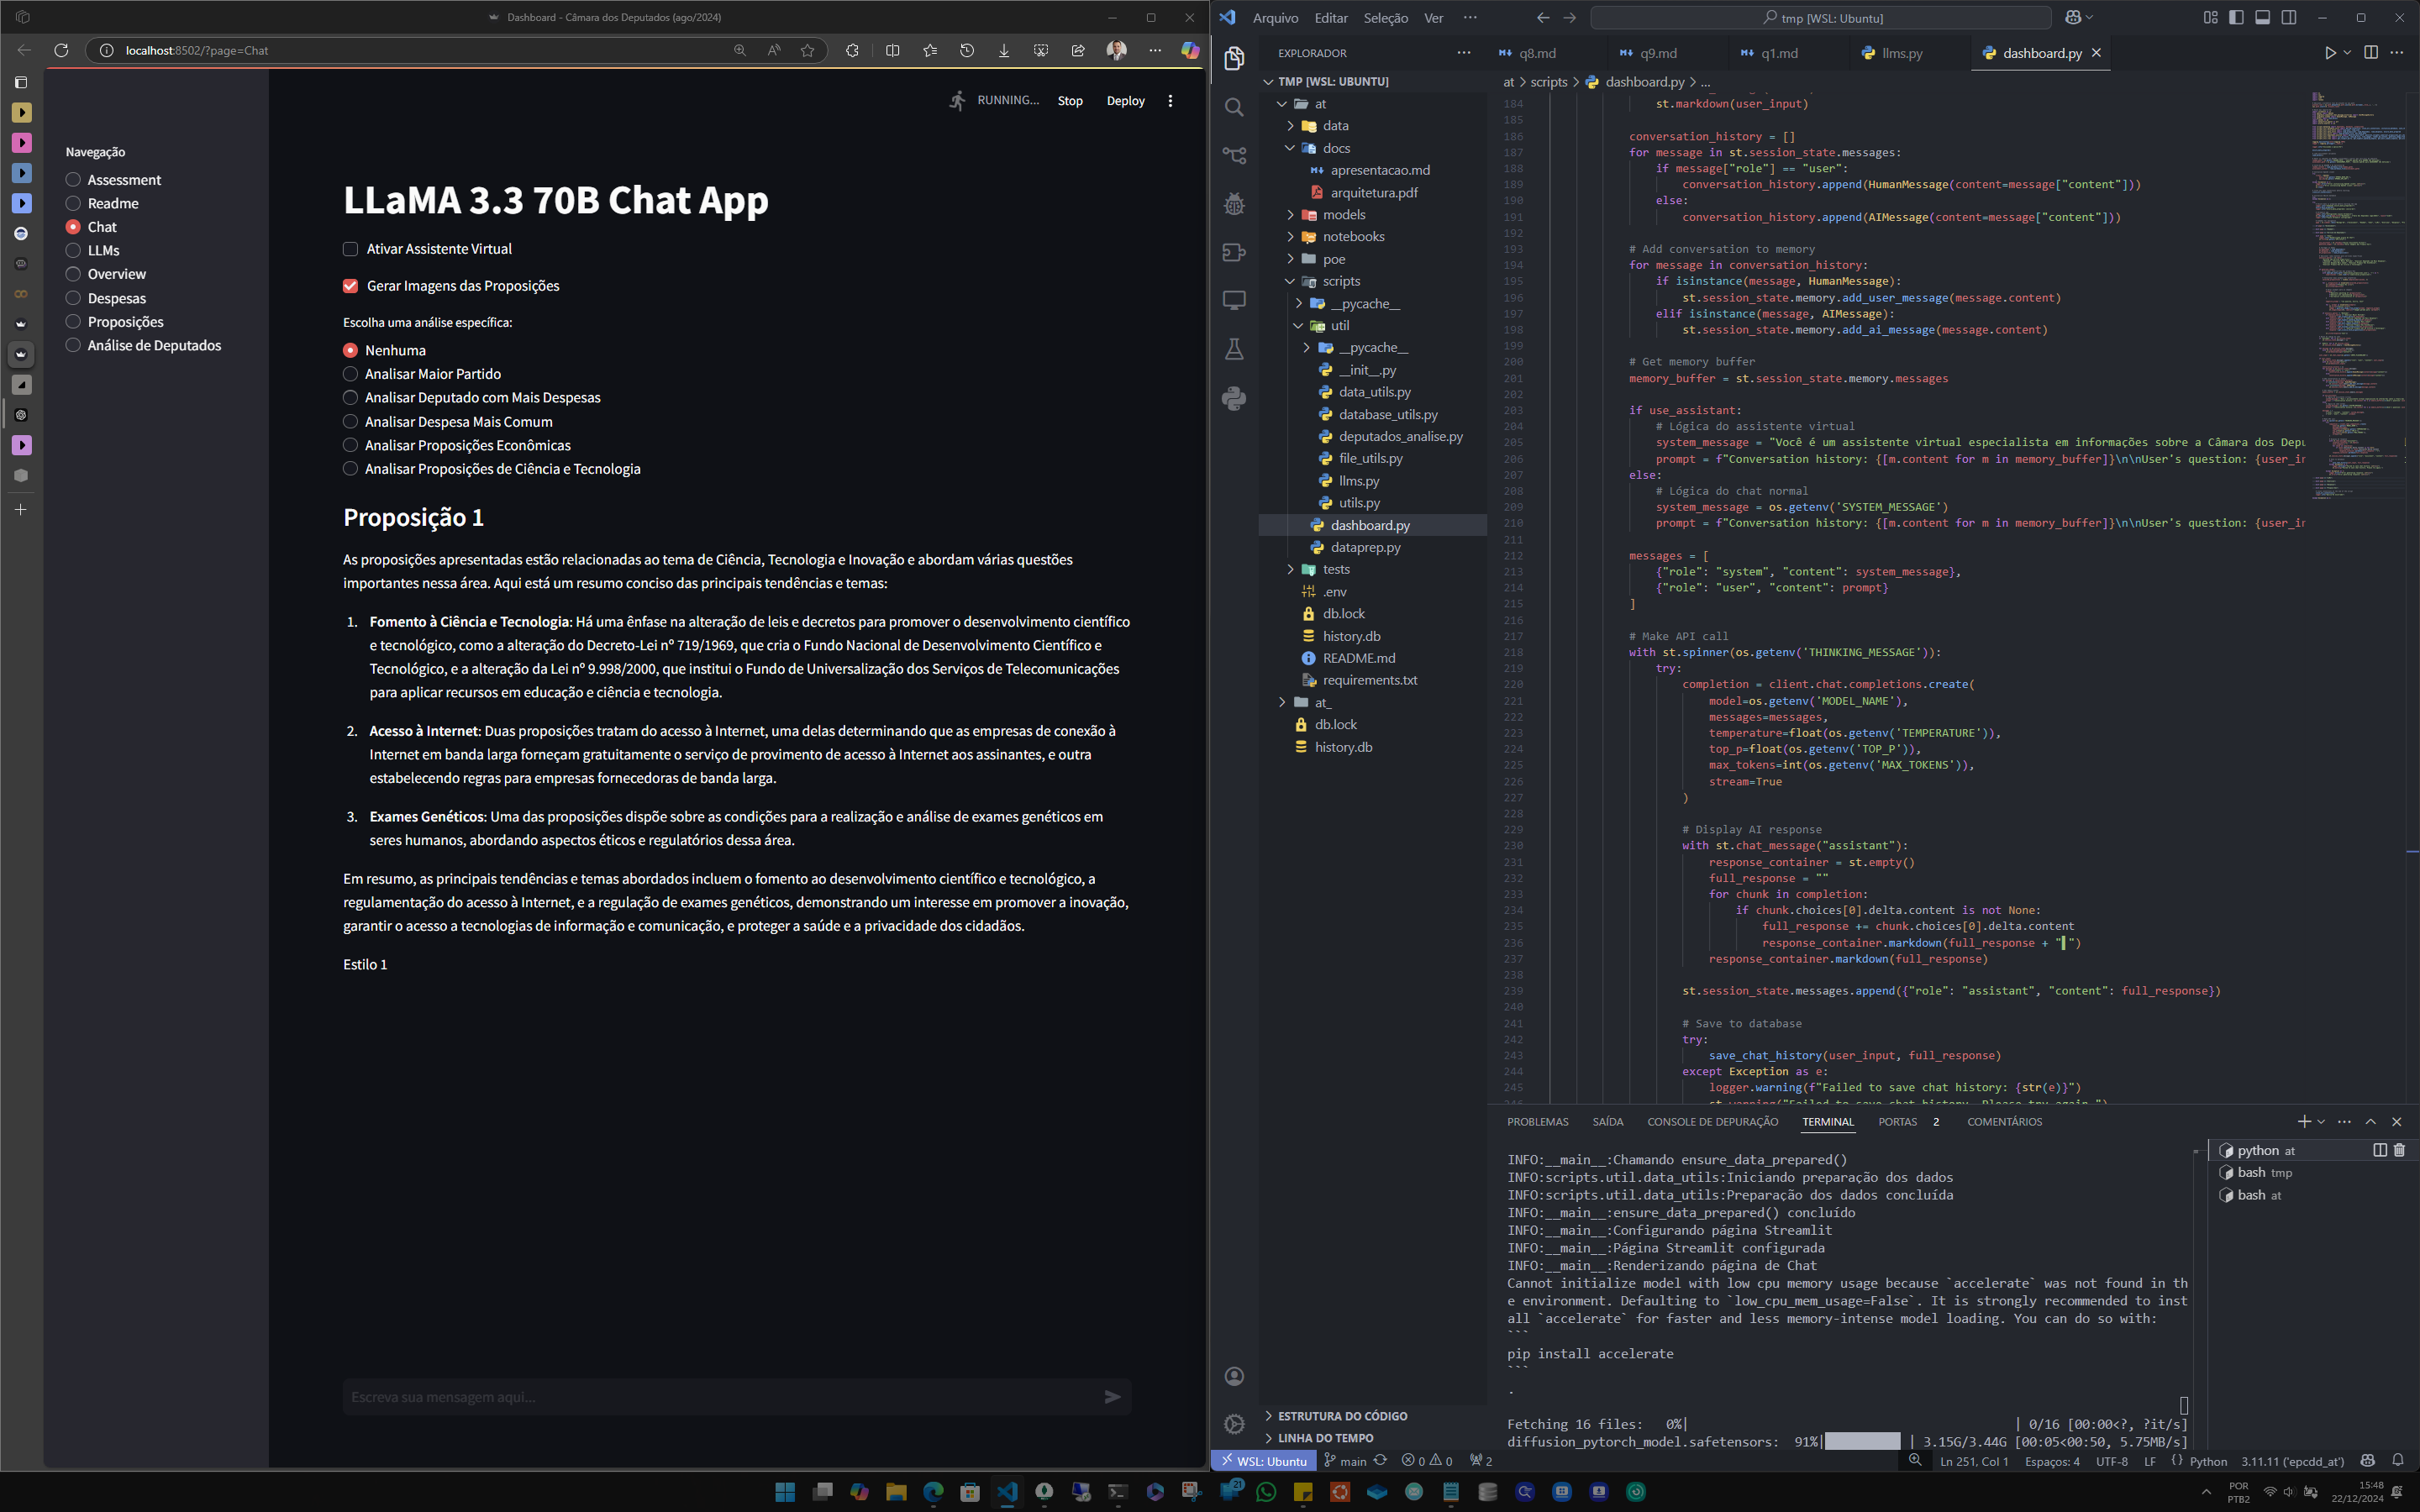 Dashboard - Câmara dos Deputados (ago/2024)
localhost:8502/?page=Chat
RUNNING...
Stop
Deploy
Navegação
Assessment
Readme
Chat
LLMs
Overview
Despesas
Proposições
Análise de Deputados
LLaMA 3.3 70B Chat App
Ativar Assistente Virtual
Gerar Imagens das Proposições
Escolha uma análise específica:
Nenhuma
Analisar Maior Partido
Analisar Deputado com Mais Despesas
Analisar Despesa Mais Comum
Analisar Proposições Econômicas
Analisar Proposições de Ciência e Tecnologia
Proposição 1
As proposições apresentadas estão relacionadas ao tema de Ciência, Tecnologia e Inovação e abordam várias questões
importantes nessa área. Aqui está um resumo conciso das principais tendências e temas:
1. Fomento à Ciência e Tecnologia: Há uma ênfase na alteração de leis e decretos para promover o desenvolvimento científico
e tecnológico, como a alteração do Decreto-Lei nº 719/1969, que cria o Fundo Nacional de Desenvolvimento Científico e
Tecnológico, e a alteração da Lei nº 9.998/2000, que institui o Fundo de Universalização dos Serviços de Telecomunicações
para aplicar recursos em educação e ciência e tecnologia.
2. Acesso à Internet: Duas proposições tratam do acesso à Internet, uma delas determinando que as empresas de conexão à
Internet em banda larga forneçam gratuitamente o serviço de provimento de acesso à Internet aos assinantes, e outra
estabelecendo regras para empresas fornecedoras de banda larga.
3. Exames Genéticos: Uma das proposições dispõe sobre as condições para a realização e análise de exames genéticos em
seres humanos, abordando aspectos éticos e regulatórios dessa área.
Em resumo, as principais tendências e temas abordados incluem o fomento ao desenvolvimento científico e tecnológico, a
regulamentação do acesso à Internet, e a regulação de exames genéticos, demonstrando um interesse em promover a inovação,
garantir o acesso a tecnologias de informação e comunicação, e proteger a saúde e a privacidade dos cidadãos.
Estilo 1
Escreva sua mensagem aqui...
Arquivo Editar Seleção Ver ···
tmp [WSL: Ubuntu]
EXPLORADOR
TMP [WSL: UBUNTU]
at
data
docs
apresentacao.md
arquitetura.pdf
models
notebooks
poe
scripts
__pycache__
util
__pycache__
__init__.py
data_utils.py
database_utils.py
deputados_analise.py
file_utils.py
llms.py
utils.py
dashboard.py
dataprep.py
tests
.env
db.lock
history.db
README.md
requirements.txt
at_
db.lock
history.db
ESTRUTURA DO CÓDIGO
LINHA DO TEMPO
q8.md q9.md q1.md llms.py dashboard.py
at > scripts > dashboard.py > ...
184 st.markdown(user_input)
185
186 conversation_history = []
187 for message in st.session_state.messages:
188 if message["role"] == "user":
189 conversation_history.append(HumanMessage(content=message["content"]))
190 else:
191 conversation_history.append(AIMessage(content=message["content"]))
192
193 # Add conversation to memory
194 for message in conversation_history:
195 if isinstance(message, HumanMessage):
196 st.session_state.memory.add_user_message(message.content)
197 elif isinstance(message, AIMessage):
198 st.session_state.memory.add_ai_message(message.content)
199
200 # Get memory buffer
201 memory_buffer = st.session_state.memory.messages
202
203 if use_assistant:
204 # Lógica do assistente virtual
205 system_message = "Você é um assistente virtual especialista em informações sobre a Câmara dos Depu
206 prompt = f"Conversation history: {[m.content for m in memory_buffer]}\n\nUser's question: {user_in
207 else:
208 # Lógica do chat normal
209 system_message = os.getenv('SYSTEM_MESSAGE')
210 prompt = f"Conversation history: {[m.content for m in memory_buffer]}\n\nUser's question: {user_in
211
212 messages = [
213 {"role": "system", "content": system_message},
214 {"role": "user", "content": prompt}
215 ]
216
217 # Make API call
218 with st.spinner(os.getenv('THINKING_MESSAGE')):
219 try:
220 completion = client.chat.completions.create(
221 model=os.getenv('MODEL_NAME'),
222 messages=messages,
223 temperature=float(os.getenv('TEMPERATURE')),
224 top_p=float(os.getenv('TOP_P')),
225 max_tokens=int(os.getenv('MAX_TOKENS')),
226 stream=True
227 )
228
229 # Display AI response
230 with st.chat_message("assistant"):
231 response_container = st.empty()
232 full_response = ""
233 for chunk in completion:
234 if chunk.choices[0].delta.content is not None:
235 full_response += chunk.choices[0].delta.content
236 response_container.markdown(full_response + "▌")
237 response_container.markdown(full_response)
238
239 st.session_state.messages.append({"role": "assistant", "content": full_response})
240
241 # Save to database
242 try:
243 save_chat_history(user_input, full_response)
244 except Exception as e:
245 logger.warning(f"Failed to save chat history: {str(e)}")
PROBLEMAS SAÍDA CONSOLE DE DEPURAÇÃO TERMINAL PORTAS 2 COMENTÁRIOS
INFO:__main__:Chamando ensure_data_prepared()
INFO:scripts.util.data_utils:Iniciando preparação dos dados
INFO:scripts.util.data_utils:Preparação dos dados concluída
INFO:__main__:ensure_data_prepared() concluído
INFO:__main__:Configurando página Streamlit
INFO:__main__:Página Streamlit configurada
INFO:__main__:Renderizando página de Chat
Cannot initialize model with low cpu memory usage because `accelerate` was not found in th
e environment. Defaulting to `low_cpu_mem_usage=False`. It is strongly recommended to inst
all `accelerate` for faster and less memory-intense model loading. You can do so with:
```
pip install accelerate
```
.
Fetching 16 files: 0%| | 0/16 [00:00<?, ?it/s]
diffusion_pytorch_model.safetensors: 91%| | 3.15G/3.44G [00:05<00:50, 5.75MB/s]
python at
bash tmp
bash at
WSL: Ubuntu main 0 0 2
Ln 251, Col 1 Espaços: 4 UTF-8 LF Python 3.11.11 ('epcdd_at')
21
POR
PTB2
15:48
22/12/2024